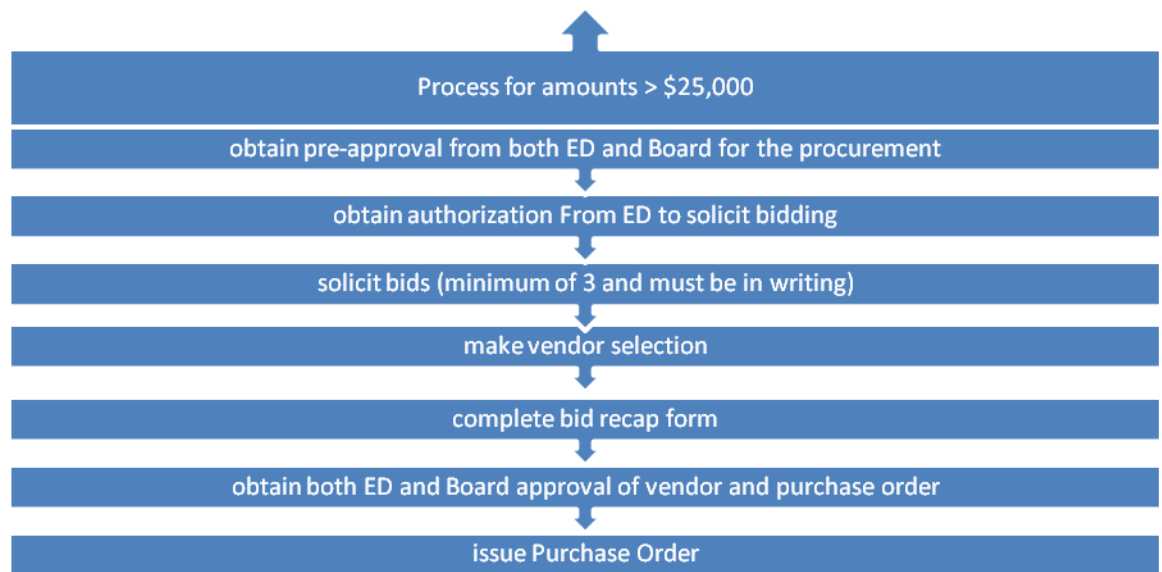 Process for amounts > $25,000
obtain pre-approval from both ED and Board for the procurement
obtain authorization From ED to solicit bidding
solicit bids (minimum of 3 and must be in writing)
make vendor selection
complete bid recap form
obtain both ED and Board approval of vendor and purchase order
issue Purchase Order